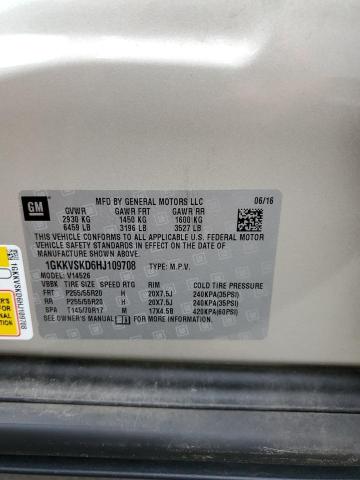 GM
MFD BY GENERAL MOTORS LLC 06/16
GVWR GAWR FRT GAWR RR
2930 KG 1450 KG 1600 KG
6459 LB 3196 LB 3527 LB
THIS VEHICLE CONFORMS TO ALL APPLICABLE U.S. FEDERAL MOTOR
VEHICLE SAFETY STANDARDS IN EFFECT ON THE DATE OF
MANUFACTURE SHOWN ABOVE.
1GKKVSKD6HJ109708 TYPE: M.P.V.
V14526
VBBK TIRE SIZE SPEED RTG RIM COLD TIRE PRESSURE
FRT P255/55R20 H 20X7.5J 240KPA(35PSI)
RR P255/55R20 H 20X7.5J 240KPA(35PSI)
SPA T145/70R17 M 17X4.5B 420KPA(60PSI)
SEE OWNER'S MANUAL FOR MORE INFORMATION.
1GKKVSKD6HJ109708